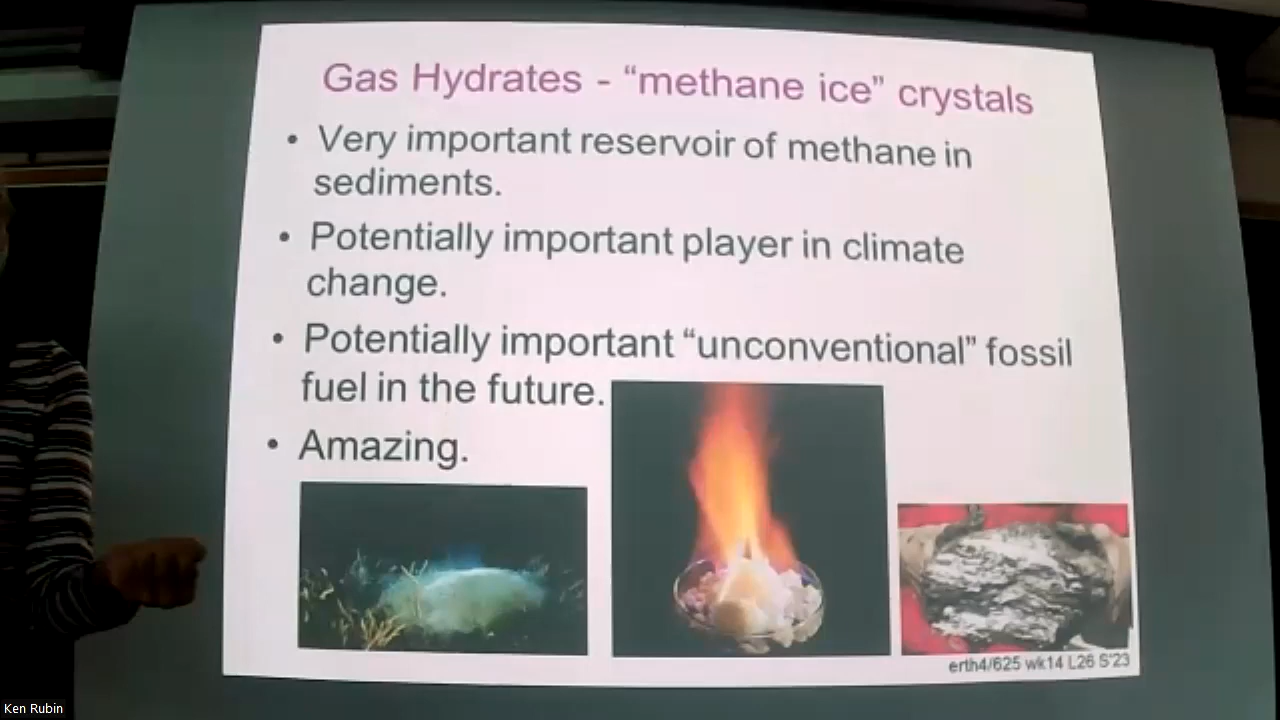 Gas Hydrates - “methane ice” crystals
• Very important reservoir of methane in
sediments.
• Potentially important player in climate
change.
• Potentially important “unconventional” fossil
fuel in the future.
• Amazing.
erth4/625 wk14 L26 S'23
Ken Rubin